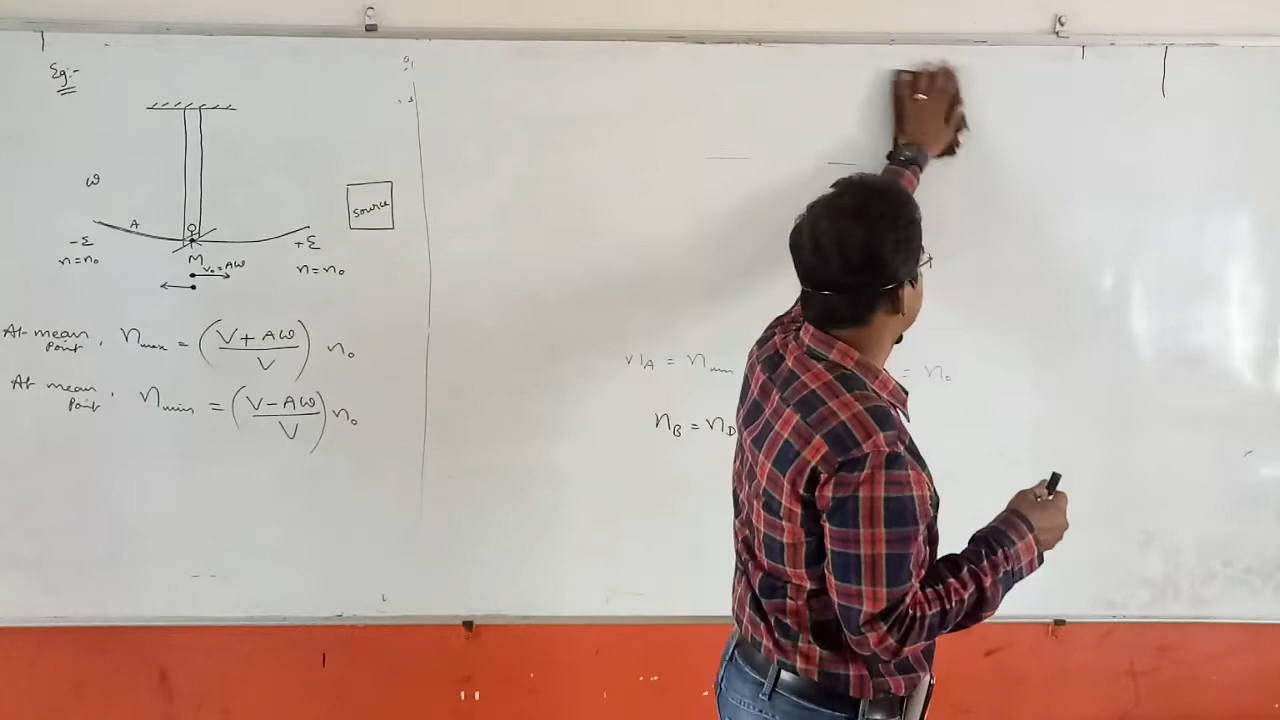 Eg:-
ω
A
Source
-Ɛ
+Ɛ
n=n₀
M
n=n₀
V₀=Aω
At mean Point, n_max = (V+Aω / V) n₀
At mean Point, n_min = (V-Aω / V) n₀
n_min
= n₀
n_B = n_D